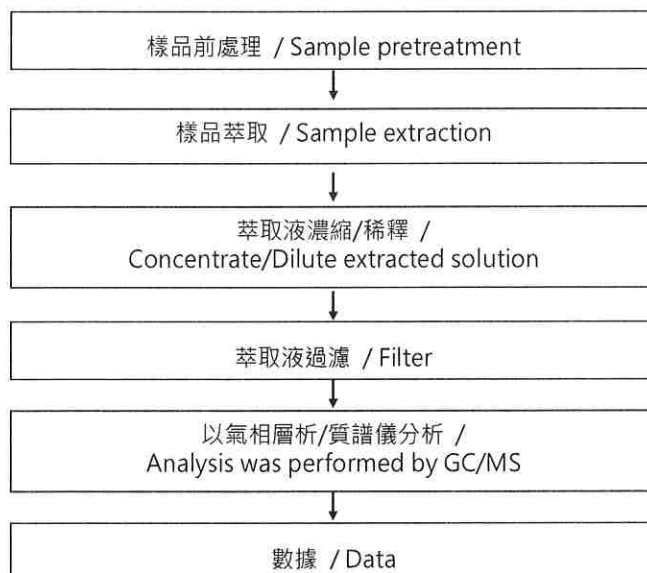 樣品前處理 / Sample pretreatment
樣品萃取 / Sample extraction
萃取液濃縮/稀釋 /
Concentrate/Dilute extracted solution
萃取液過濾 / Filter
以氣相層析/質譜儀分析 /
Analysis was performed by GC/MS
數據 / Data